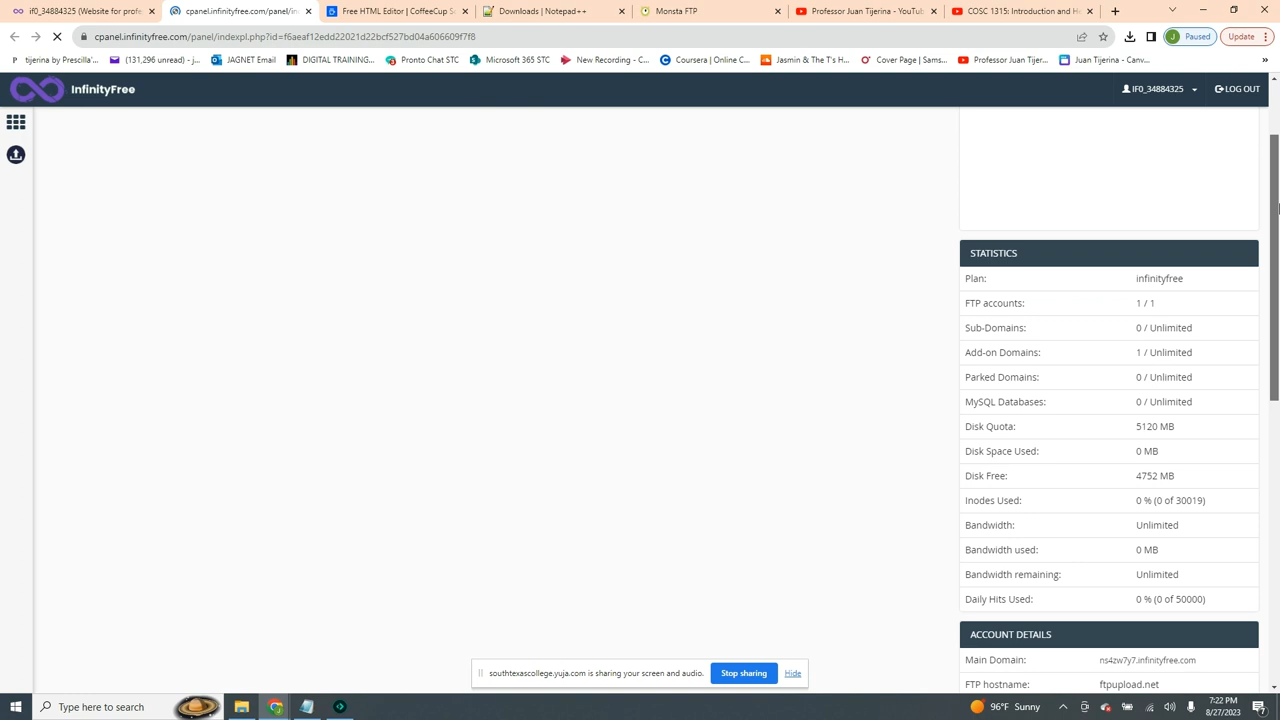 if0_34884325 (Website for profe
cpanel.infinityfree.com/panel/in
Free HTML Editor | CoffeeCup So
Downloads | Notepad++
Monsta FTP
Professor Juan Tijerina - YouTub
COSC 1315: Introduction and He
cpanel.infinityfree.com/panel/indexpl.php?id=f6aeaf12edd22021d22bcf527bd04a606609f7f8
J Paused
Update
tijerina by Prescilla'
(131,296 unread) - j...
JAGNET Email
DIGITAL TRAINING...
Pronto Chat STC
Microsoft 365 STC
New Recording - C...
Coursera | Online C...
Jasmin & The T's H...
Cover Page | Sams...
Professor Juan Tijer...
Juan Tijerina - Canv...
»
InfinityFree
IF0_34884325
LOG OUT
STATISTICS
Plan: infinityfree
FTP accounts: 1 / 1
Sub-Domains: 0 / Unlimited
Add-on Domains: 1 / Unlimited
Parked Domains: 0 / Unlimited
MySQL Databases: 0 / Unlimited
Disk Quota: 5120 MB
Disk Space Used: 0 MB
Disk Free: 4752 MB
Inodes Used: 0 % (0 of 30019)
Bandwidth: Unlimited
Bandwidth used: 0 MB
Bandwidth remaining: Unlimited
Daily Hits Used: 0 % (0 of 50000)
ACCOUNT DETAILS
Main Domain: ns4zw7y7.infinityfree.com
FTP hostname: ftpupload.net
southtexascollege.yuja.com is sharing your screen and audio.
Stop sharing
Hide
Type here to search
96°F Sunny
7:22 PM
8/27/2023